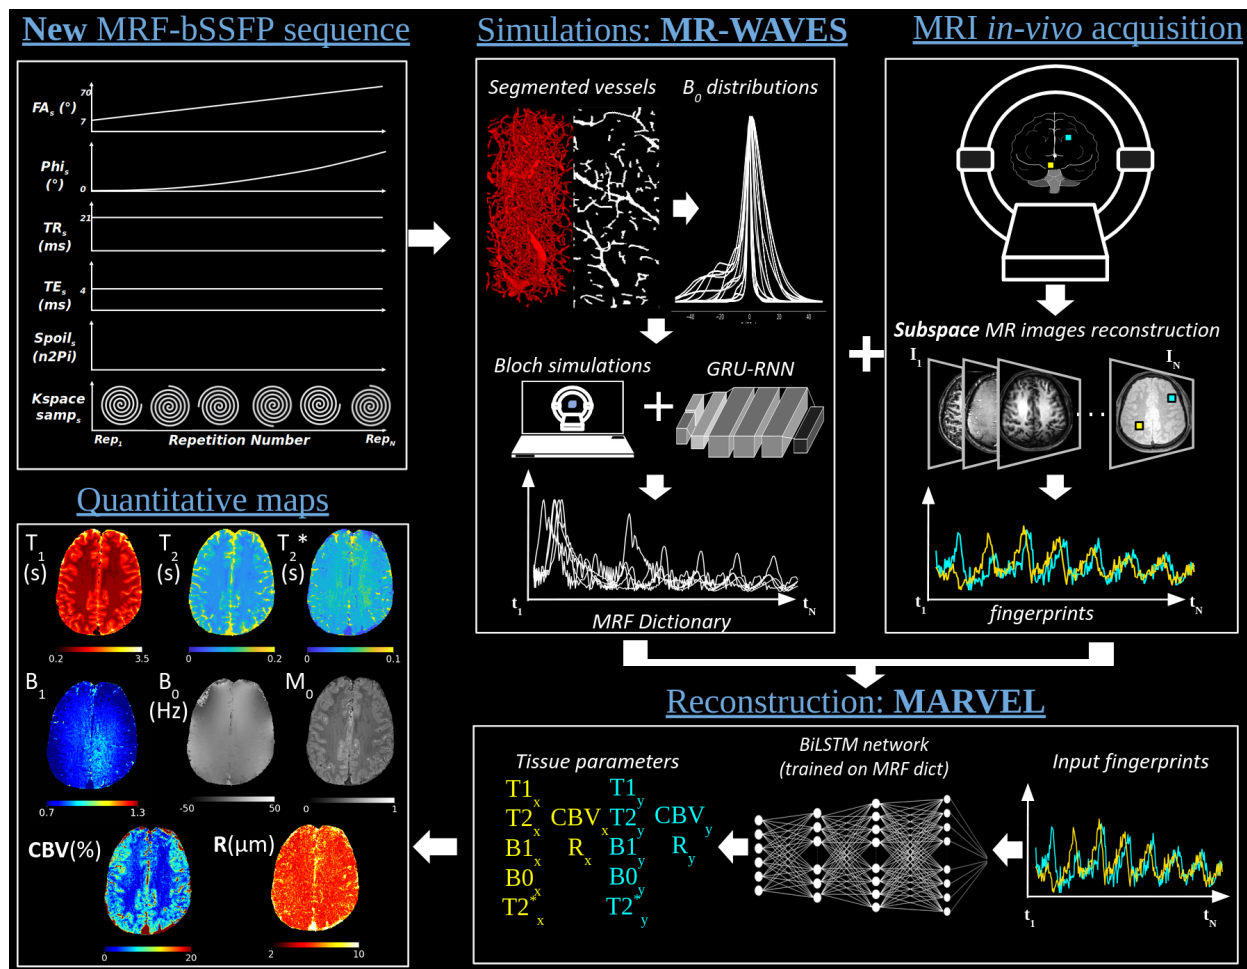 New MRF-bSSFP sequence
FAs (°)
70
7
Phis
(°)
0
TRs
(ms)
21
TEs
(ms)
4
Spoils
(n2Pi)
Kspace
samps
Rep1
Repetition Number
RepN
Simulations: MR-WAVES
Segmented vessels
B0 distributions
−40
−20
0
20
40
Bloch simulations
+
GRU-RNN
t1
tN
MRF Dictionary
+
MRI in-vivo acquisition
Subspace MR images reconstruction
I1
IN
...
t1
tN
fingerprints
Reconstruction: MARVEL
Tissue parameters
T1x
T2x
B1x
B0x
T2*x
CBVx
Rx
T1y
T2y
B1y
B0y
T2*y
CBVy
Ry
BiLSTM network
(trained on MRF dict)
Input fingerprints
t1
tN
Quantitative maps
T1
(s)
0.2
3.5
T2
(s)
0
0.2
T2*
(s)
0
0.1
B1
0.7
1.3
B0
(Hz)
-50
50
M0
0
1
CBV(%)
0
20
R(μm)
2
10